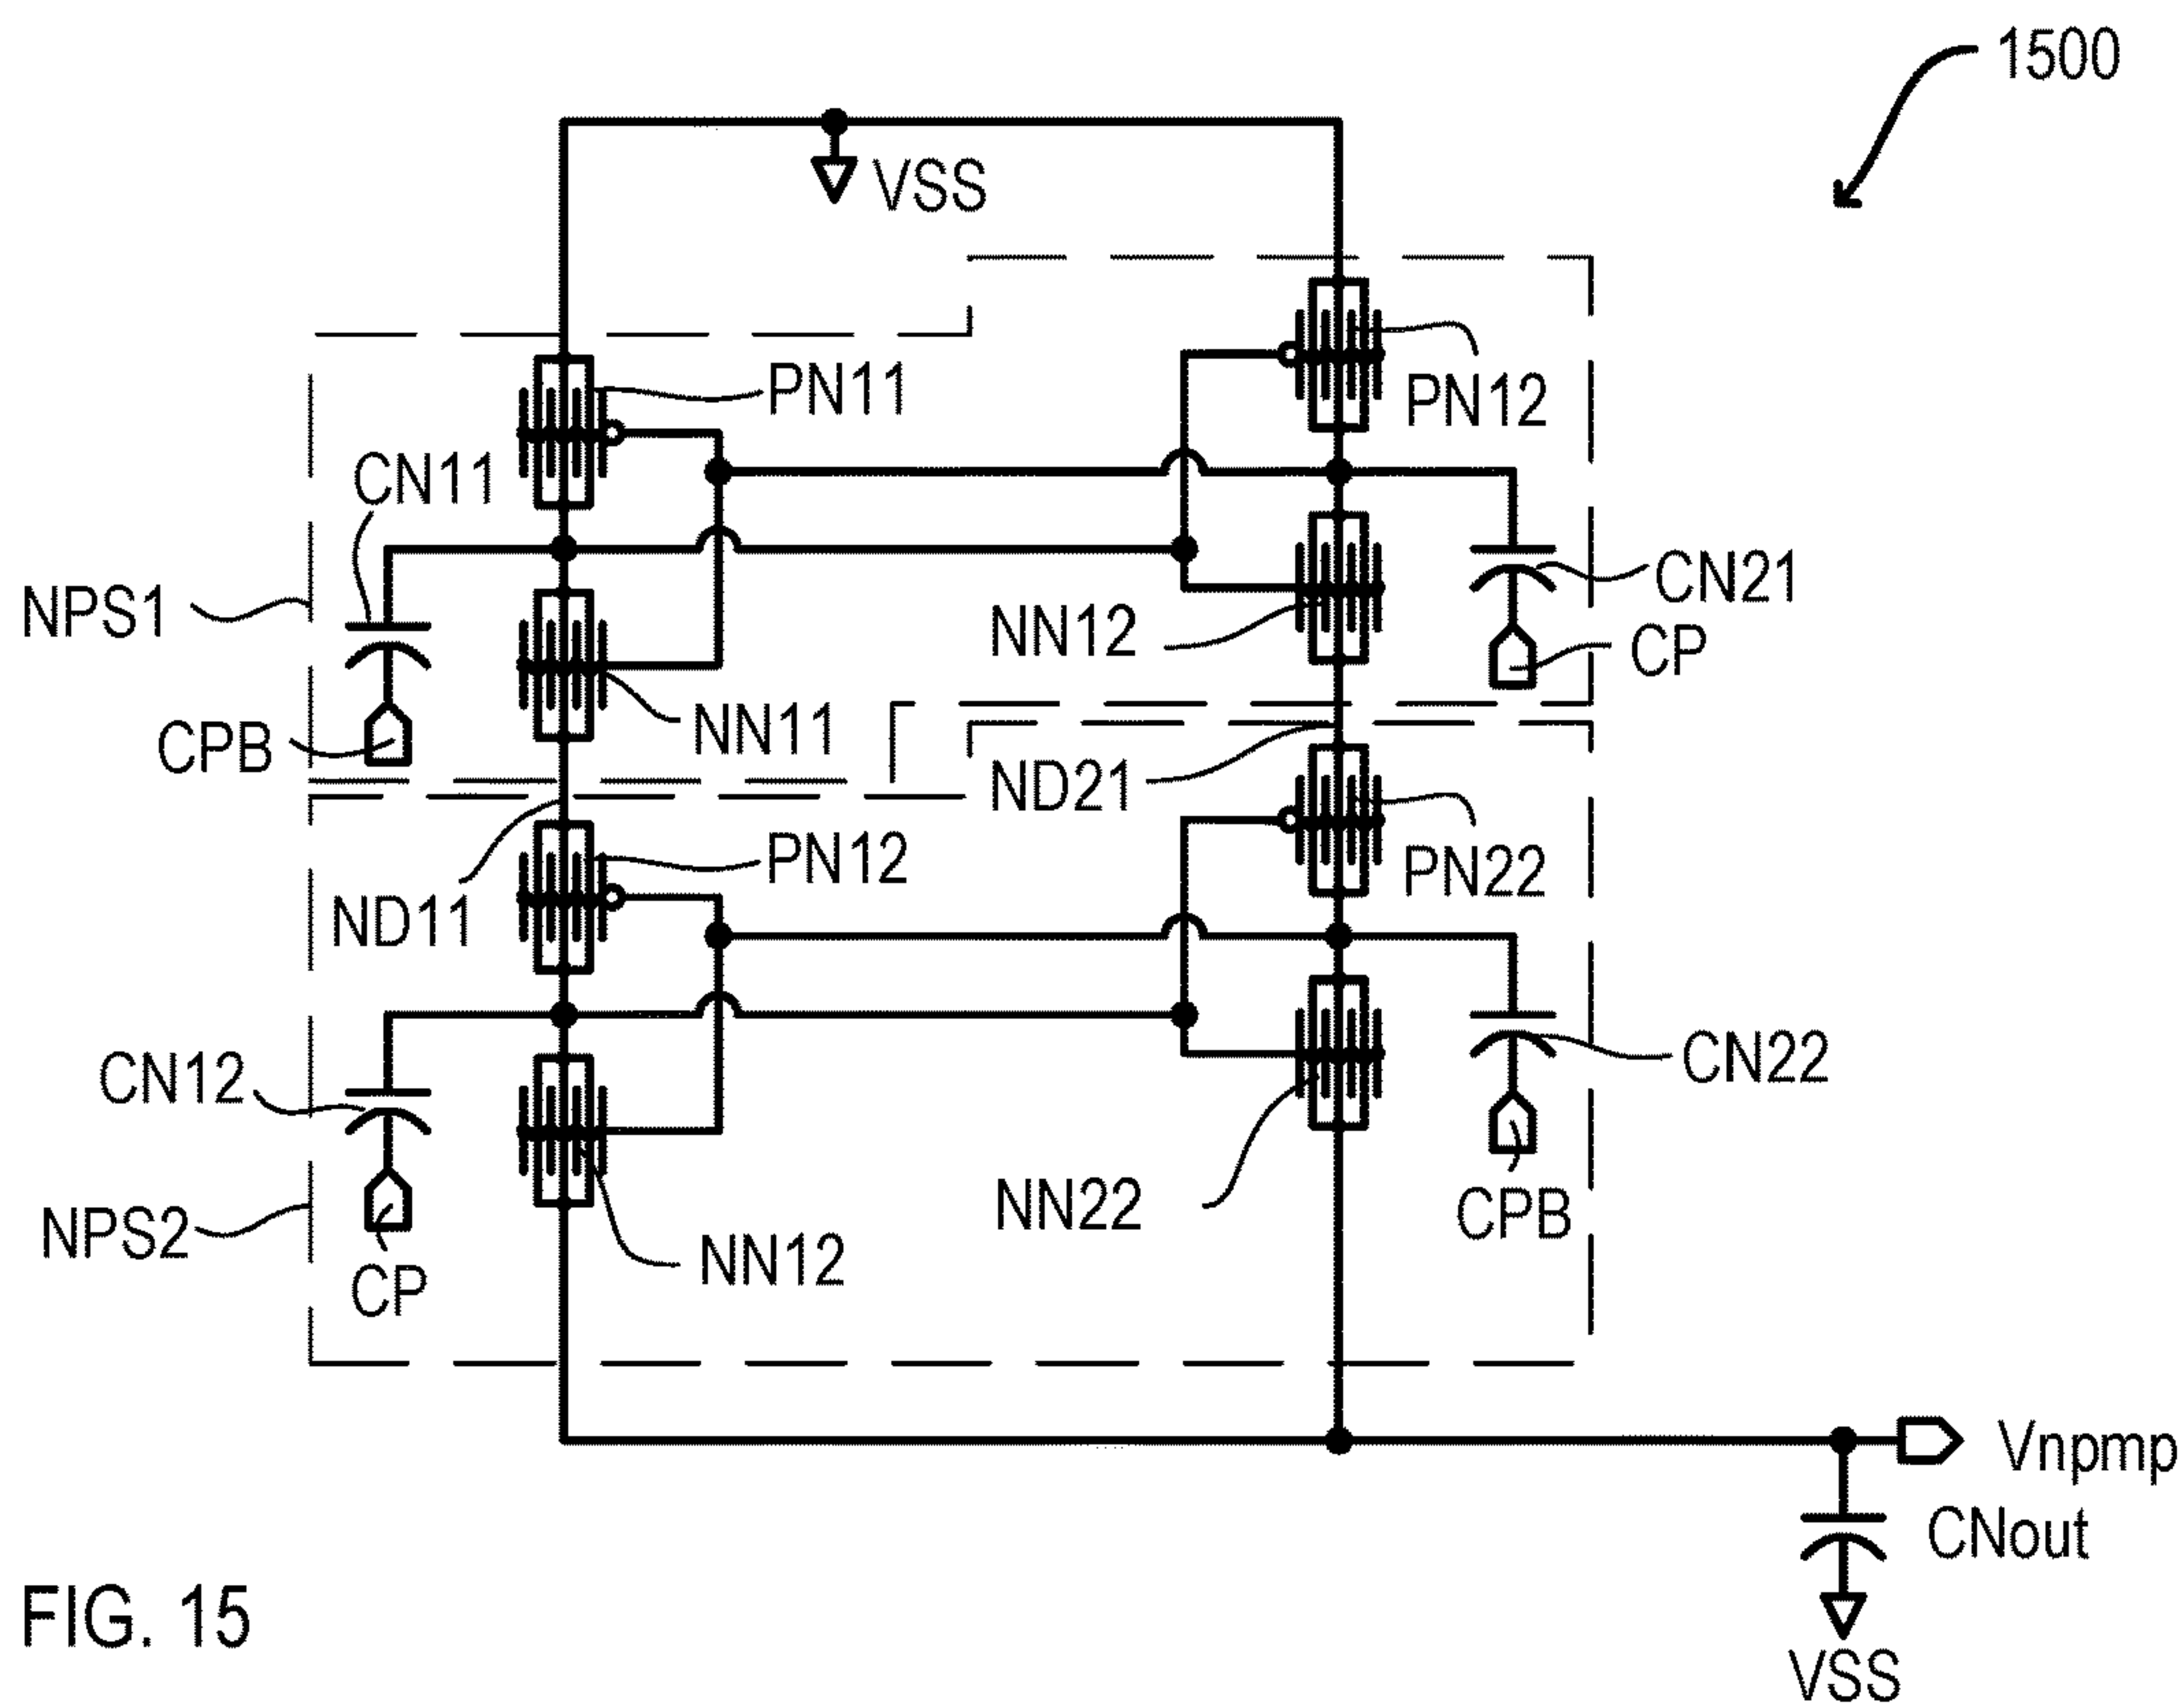 1500
VSS
PN11
PN12
CN11
CN21
NPS1
NN12
CP
NN11
CPB
ND21
PN12
PN22
ND11
CN12
CN22
NN22
CPB
NPS2
NN12
CP
Vnpmp
CNout
FIG. 15
VSS